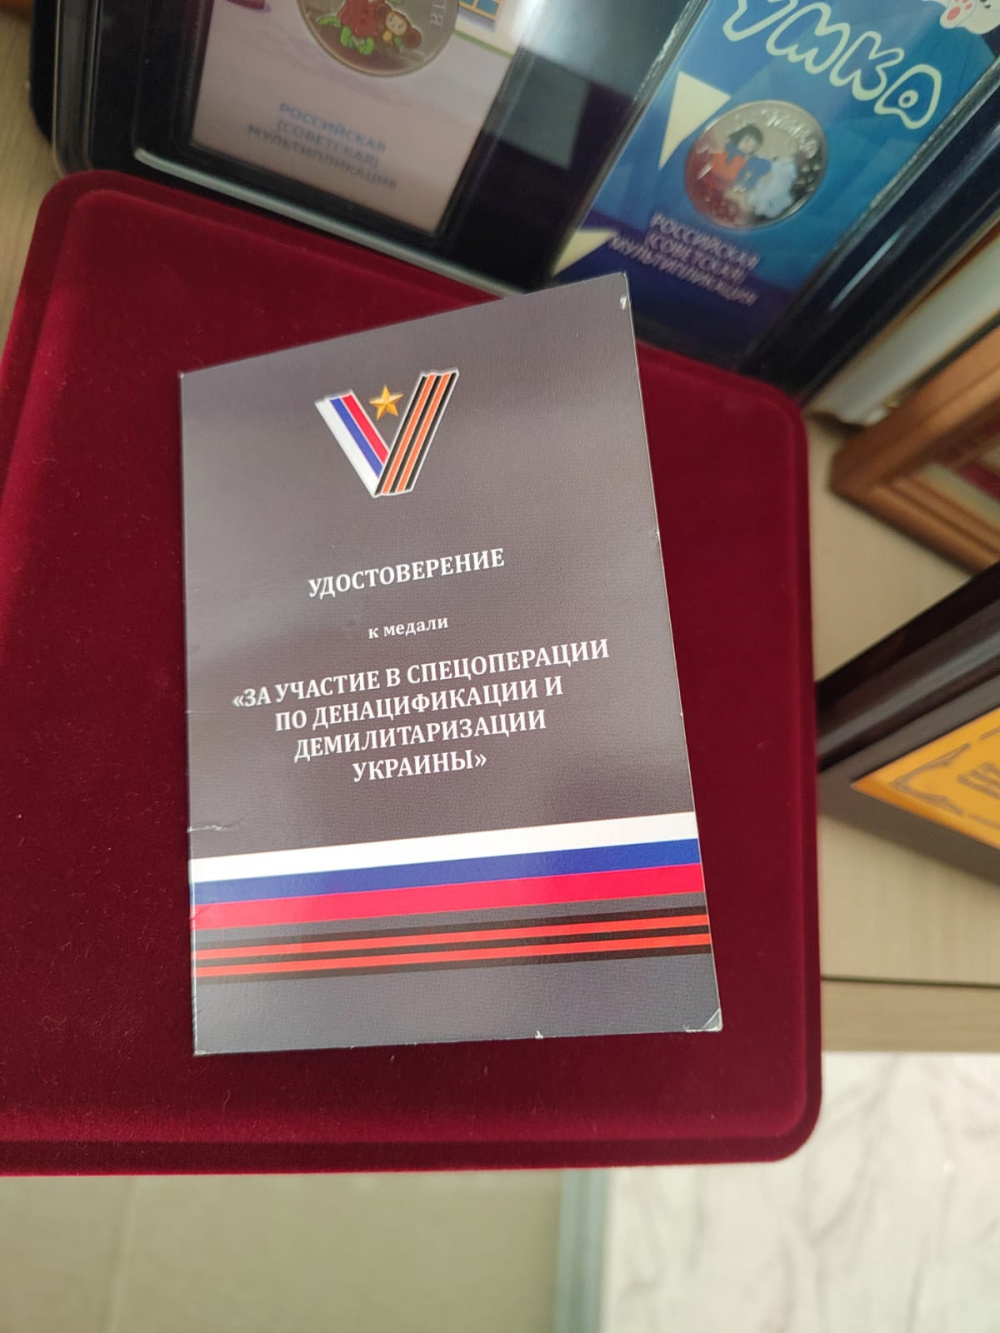 РОССИЙСКАЯ
(СОВЕТСКАЯ)
МУЛЬТИПЛИКАЦИЯ
УМКА
РОССИЙСКАЯ
(СОВЕТСКАЯ)
МУЛЬТИПЛИКАЦИЯ
УДОСТОВЕРЕНИЕ
к медали
«ЗА УЧАСТИЕ В СПЕЦОПЕРАЦИИ
ПО ДЕНАЦИФИКАЦИИ И
ДЕМИЛИТАРИЗАЦИИ
УКРАИНЫ»